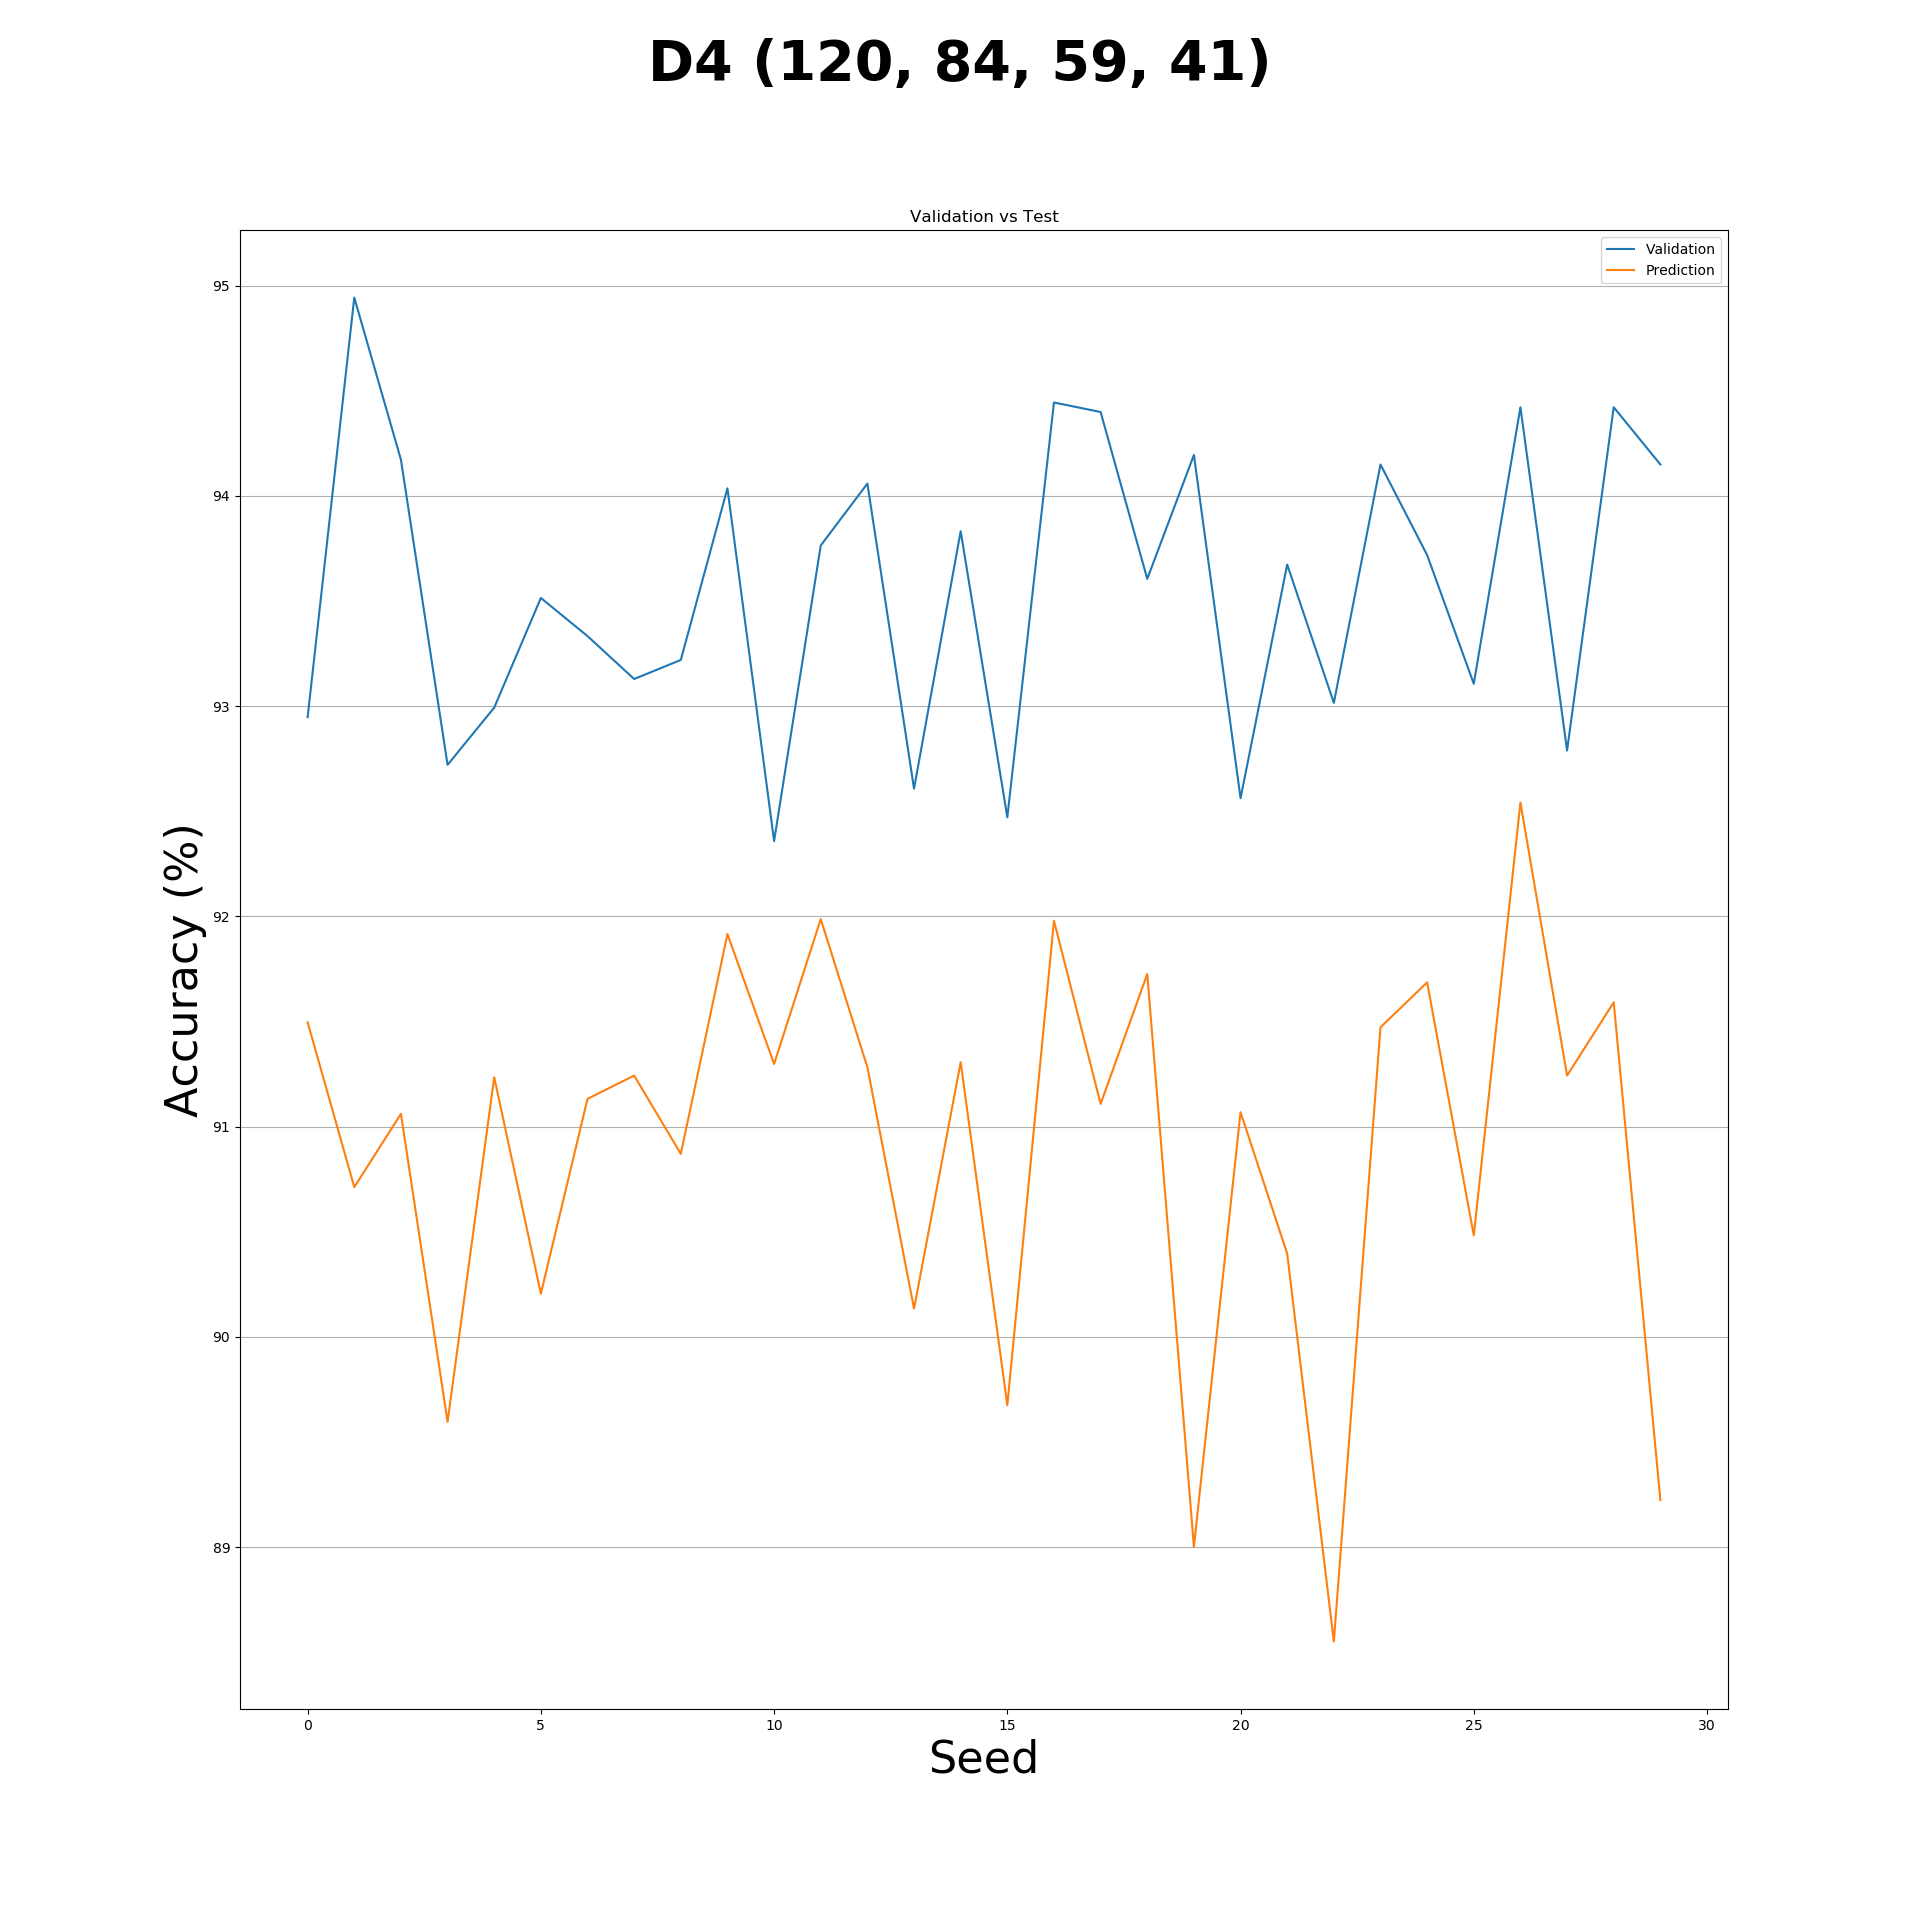 D4 (120, 84, 59, 41)
Validation vs Test
Validation
Prediction
95
94
93
92
91
90
89
Accuracy (%)
0 5 10 15 20 25 30
Seed